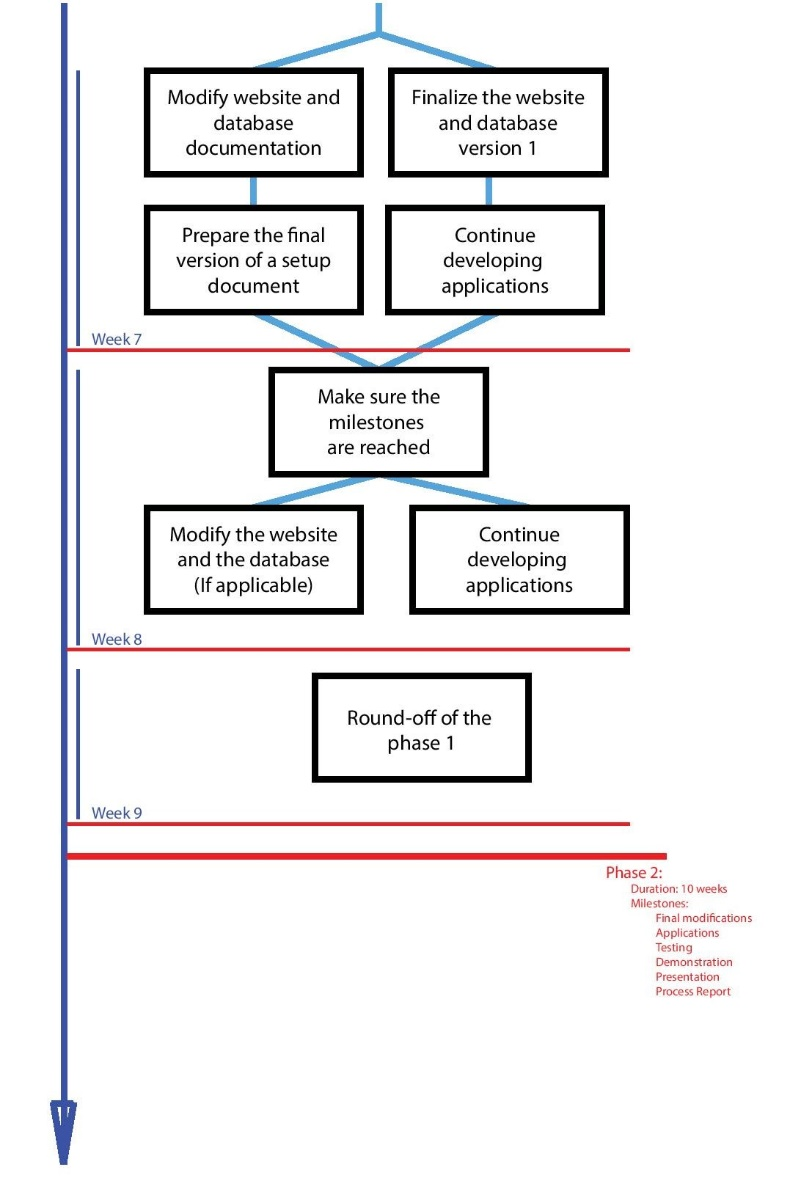 Modify website and
database
documentation
Finalize the website
and database
version 1
Prepare the final
version of a setup
document
Continue
developing
applications
Week 7
Make sure the
milestones
are reached
Modify the website
and the database
(If applicable)
Continue
developing
applications
Week 8
Round-off of the
phase 1
Week 9
Phase 2:
Duration: 10 weeks
Milestones:
Final modifications
Applications
Testing
Demonstration
Presentation
Process Report